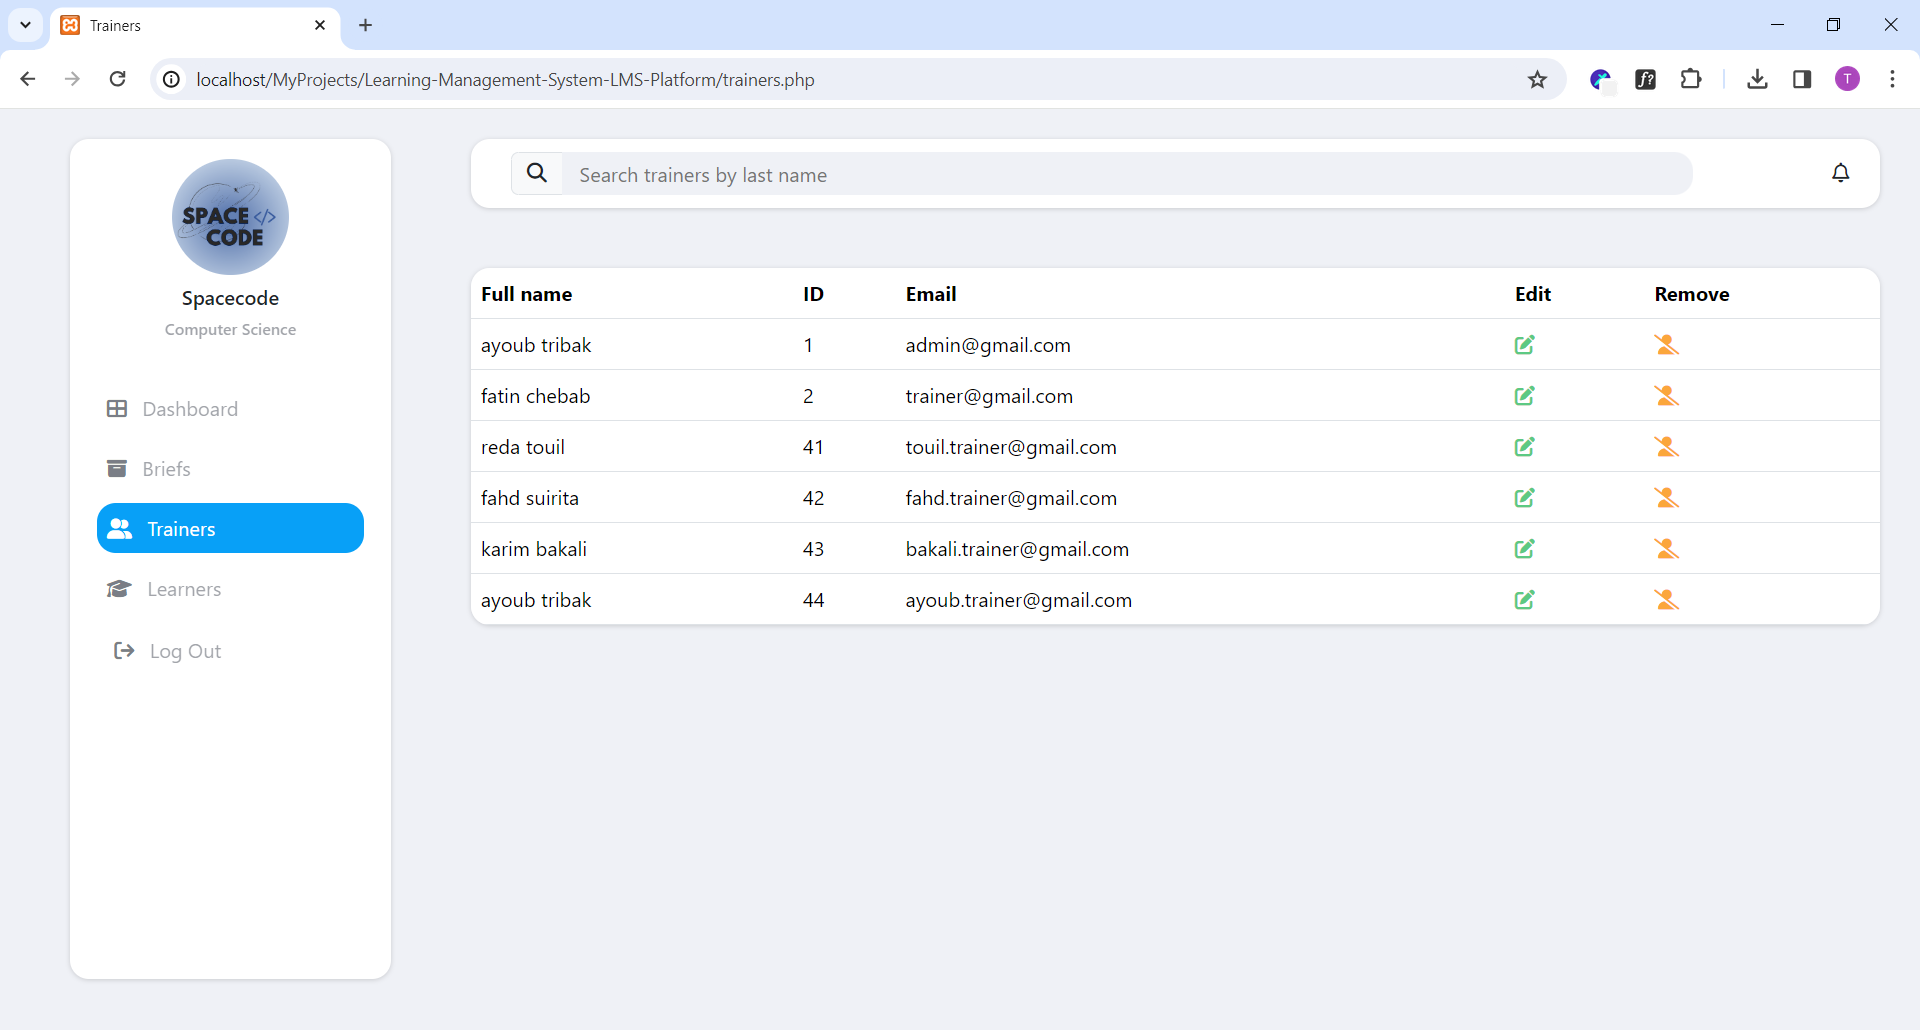 Trainers
localhost/MyProjects/Learning-Management-System-LMS-Platform/trainers.php
f?
T
SPACE </>
CODE
Spacecode
Computer Science
Dashboard
Briefs
Trainers
Learners
Log Out
Search trainers by last name
Full name ID Email Edit Remove
ayoub tribak 1 admin@gmail.com
fatin chebab 2 trainer@gmail.com
reda touil 41 touil.trainer@gmail.com
fahd suirita 42 fahd.trainer@gmail.com
karim bakali 43 bakali.trainer@gmail.com
ayoub tribak 44 ayoub.trainer@gmail.com